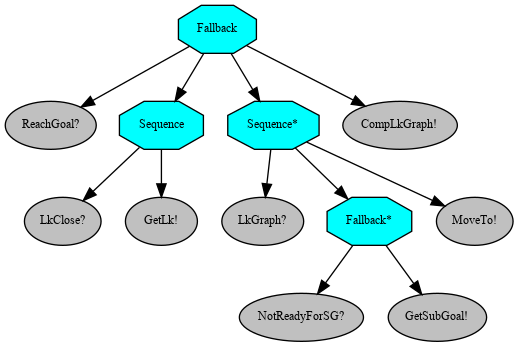 Fallback
ReachGoal?
Sequence
Sequence*
CompLkGraph!
LkClose?
GetLk!
LkGraph?
Fallback*
MoveTo!
NotReadyForSG?
GetSubGoal!